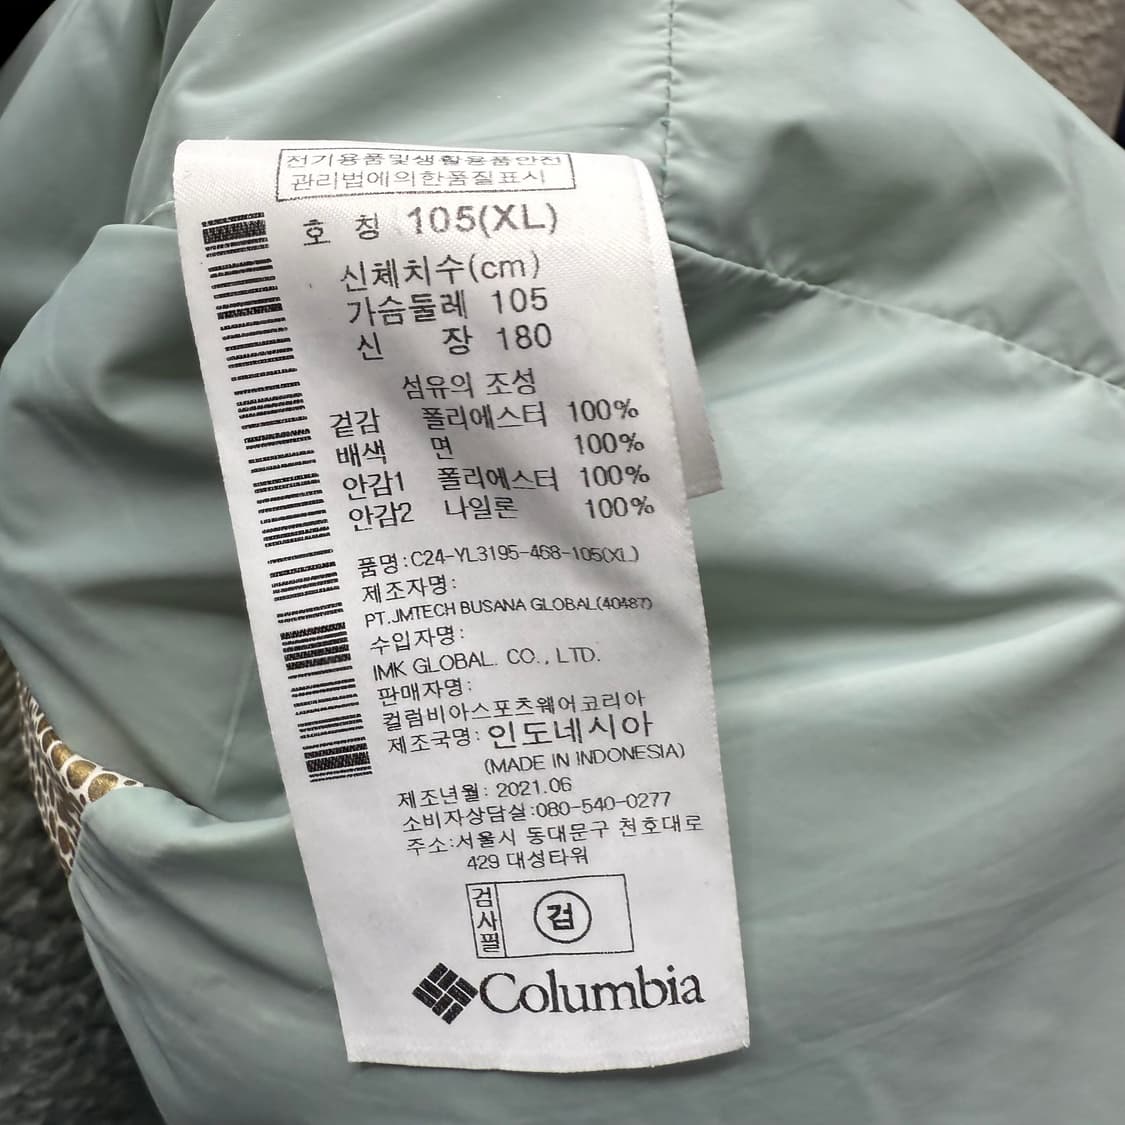 전기용품및생활용품안전
관리법에의한품질표시
호 칭 105(XL)
신체치수(cm)
가슴둘레 105
신 장 180
섬유의 조성
겉감 폴리에스터 100%
배색 면 100%
안감1 폴리에스터 100%
안감2 나일론 100%
품명:C24-YL3195-468-105(XL)
제조자명:
PT.JMTECH BUSANA GLOBAL(40487)
수입자명:
IMK GLOBAL. CO., LTD.
판매자명:
컬럼비아스포츠웨어코리아
제조국명: 인도네시아
(MADE IN INDONESIA)
제조년월: 2021.06
소비자상담실:080-540-0277
주소:서울시 동대문구 천호대로
429 대성타워
검사필 검
Columbia